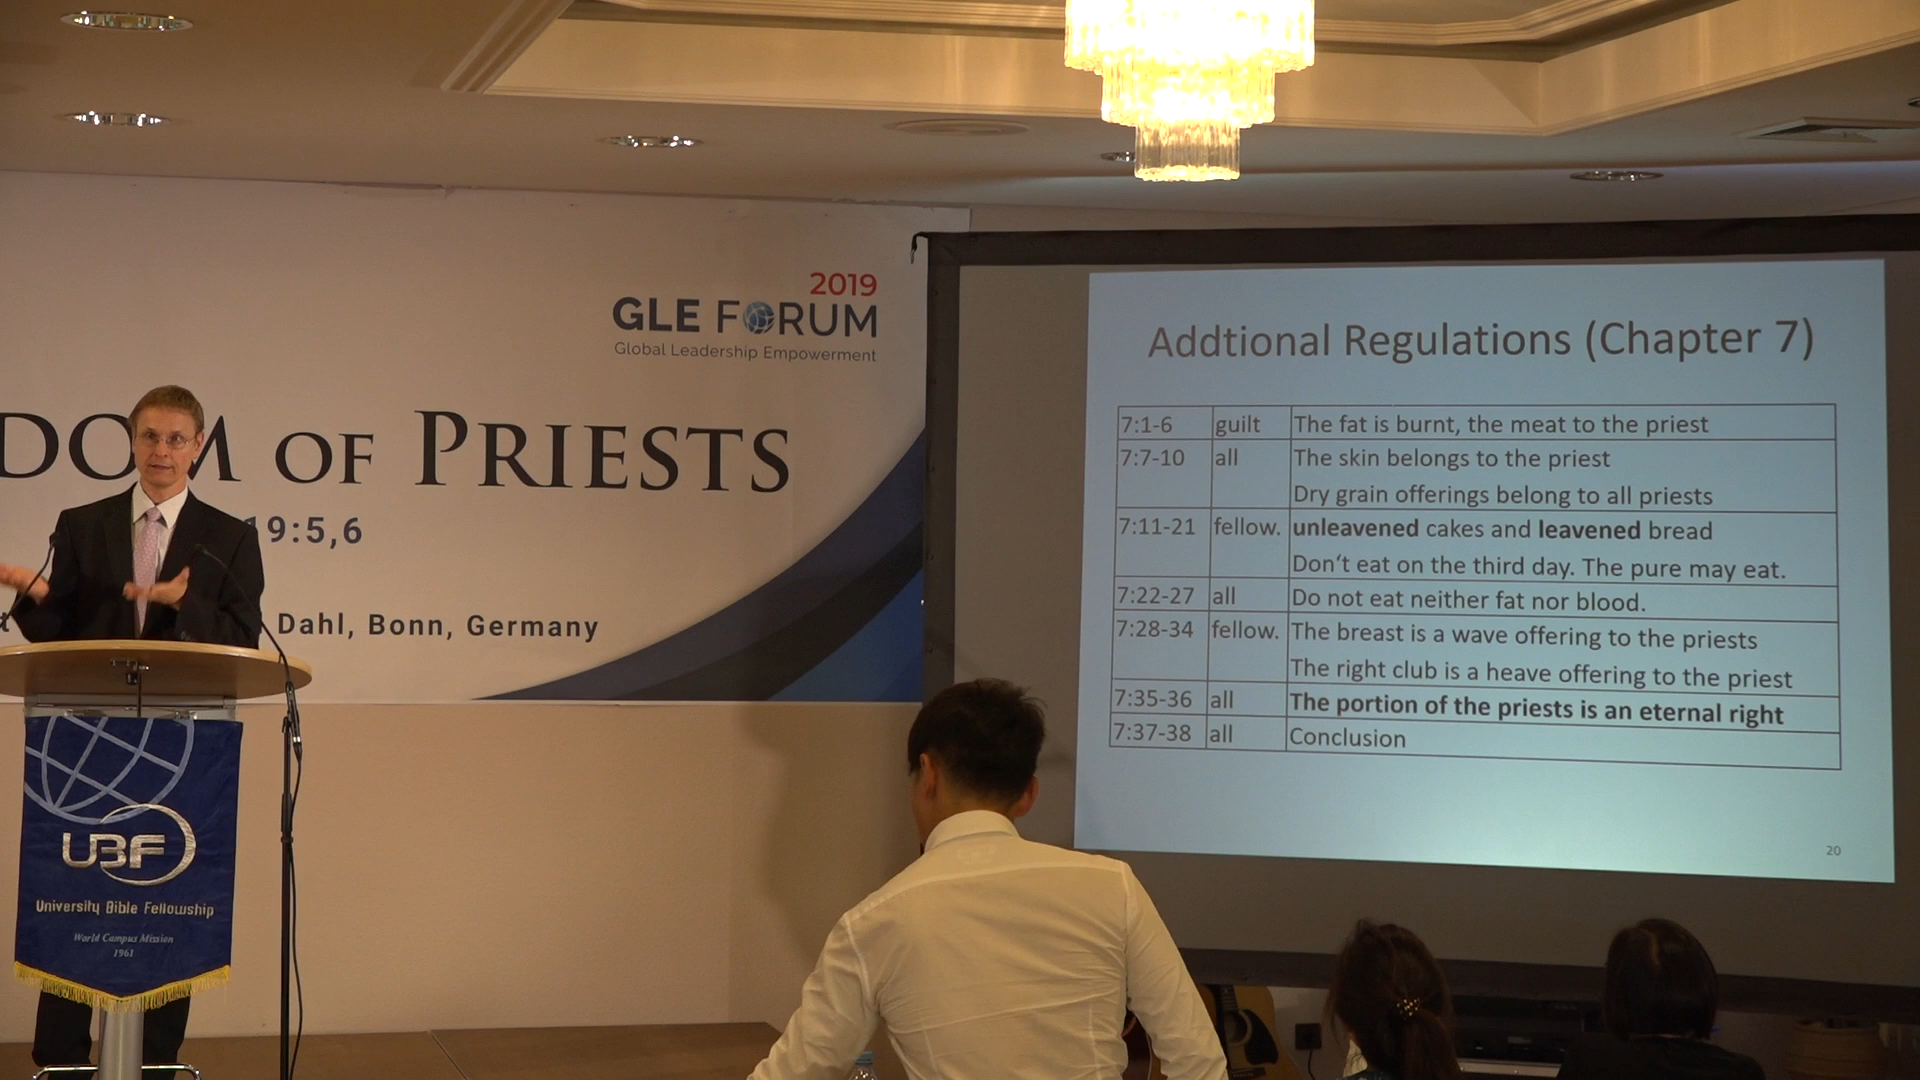 2019
GLE FORUM
Global Leadership Empowerment
DOM OF PRIESTS
19:5,6
Dahl, Bonn, Germany
UBF
University Bible Fellowship
World Campus Mission
1961
Addtional Regulations (Chapter 7)
7:1-6 guilt The fat is burnt, the meat to the priest
7:7-10 all The skin belongs to the priest
Dry grain offerings belong to all priests
7:11-21 fellow. unleavened cakes and leavened bread
Don't eat on the third day. The pure may eat.
7:22-27 all Do not eat neither fat nor blood.
7:28-34 fellow. The breast is a wave offering to the priests
The right club is a heave offering to the priest
7:35-36 all The portion of the priests is an eternal right
7:37-38 all Conclusion
20